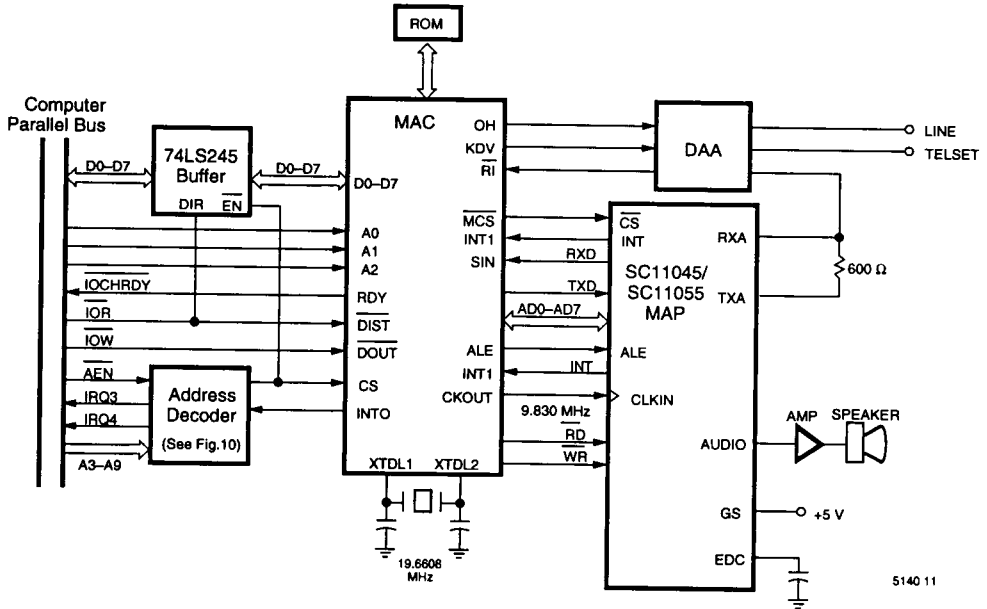 ROM
Computer
Parallel Bus
74LS245
Buffer
DIR EN
D0–D7
D0–D7
A0
A1
A2
IOCHRDY
IOR
IOW
AEN
IRQ3
IRQ4
A3–A9
Address
Decoder
(See Fig.10)
MAC
D0–D7
A0
A1
A2
RDY
DIST
DOUT
CS
INTO
XTDL1 XTDL2
19.6608
MHz
OH
KDV
RI
MCS
INT1
SIN
RXD
TXD
AD0–AD7
ALE
INT1
INT
CKOUT
9.830 MHz
RD
WR
DAA
LINE
TELSET
CS
INT
RXA
SC11045/
SC11055
MAP
TXA
600 Ω
ALE
CLKIN
AUDIO
AMP
SPEAKER
GS
+5 V
EDC
5140 11